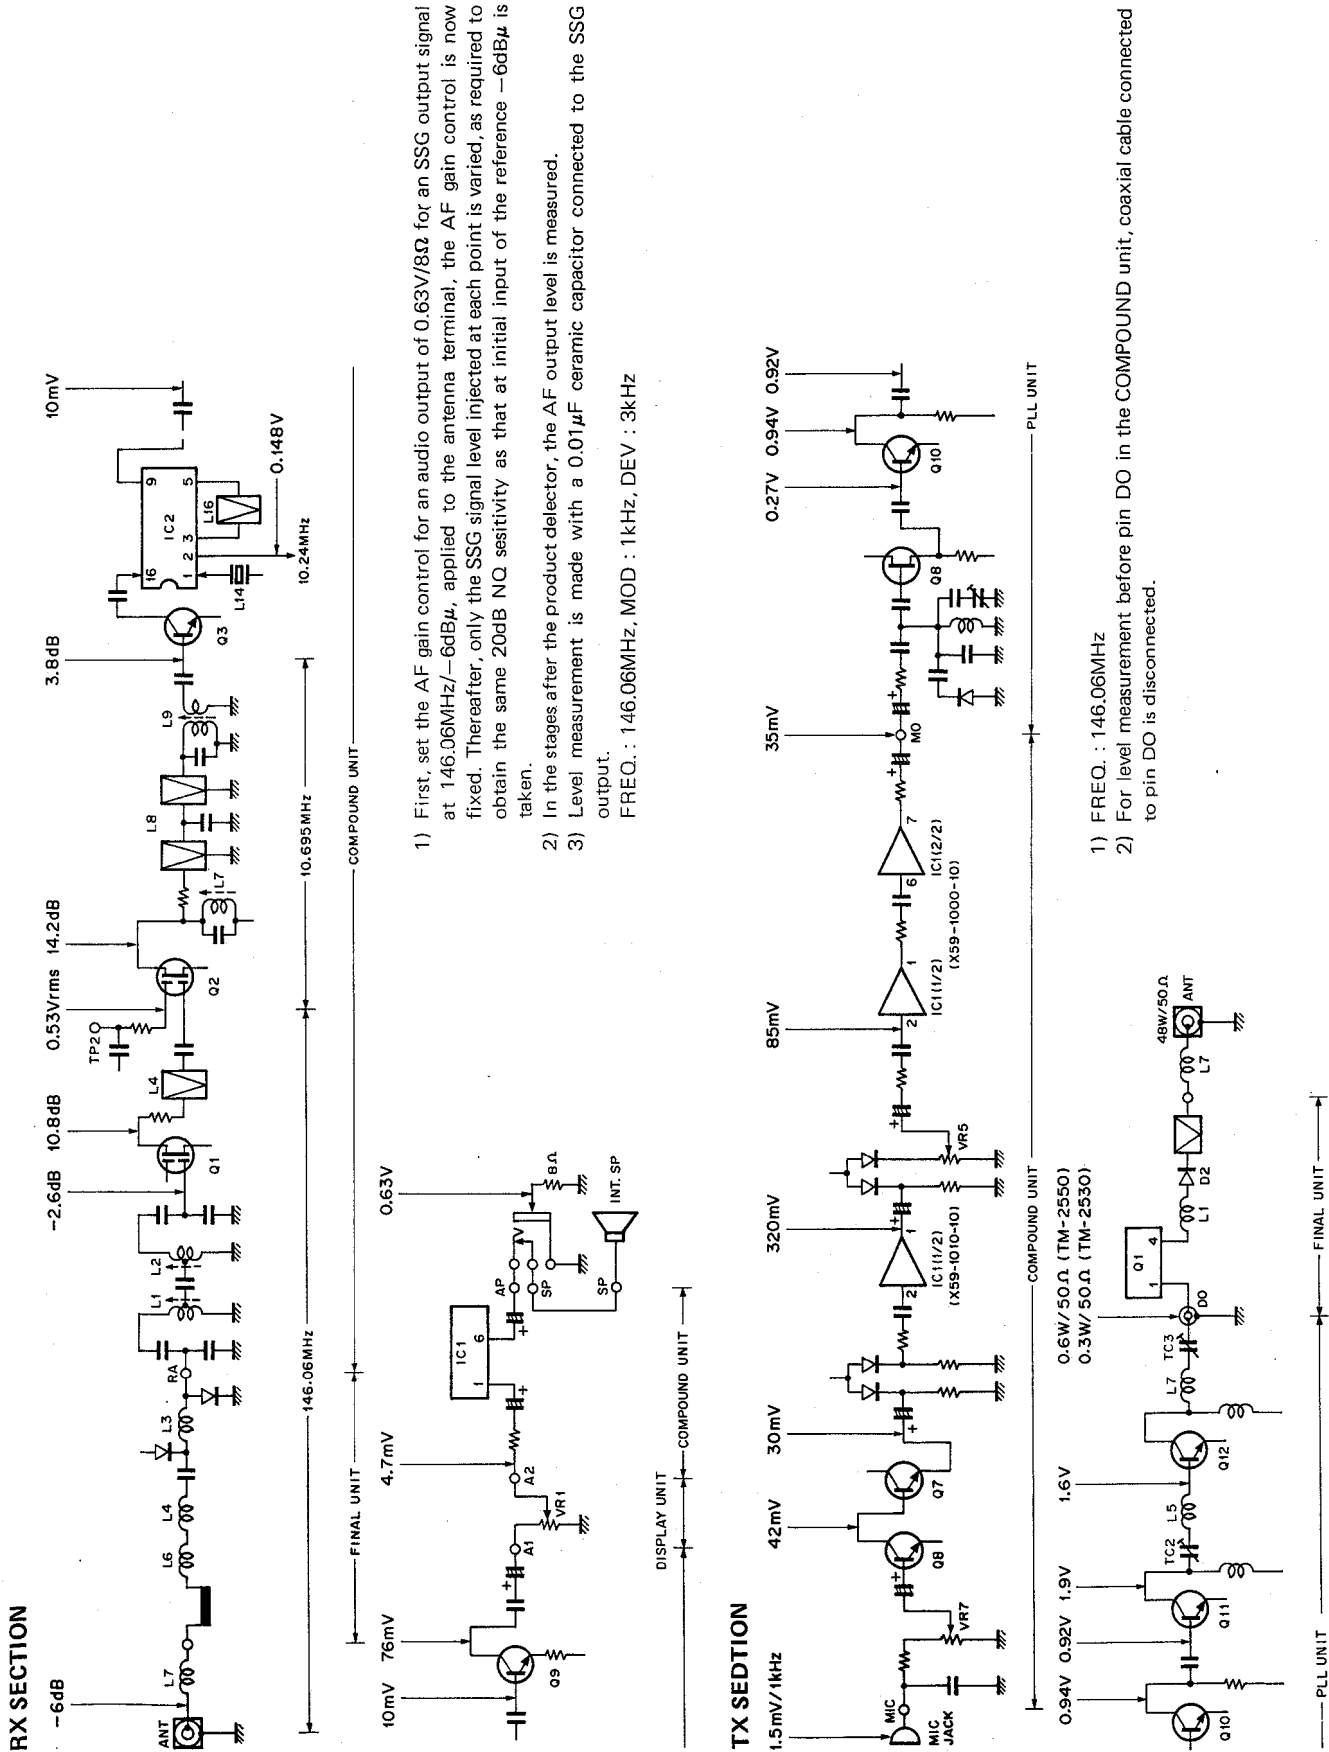 RX SECTION
-6dB
-2.6dB
10.8dB
0.53Vrms
14.2dB
3.8dB
10mV
ANT
L7
L6
L4
L3
RA
L1
L2
Q1
L4
TP2
Q2
L7
L8
L9
Q3
16
9
IC2
1
2
3
5
L14
L16
0.148V
10.24MHz
146.06MHz
10.695MHz
FINAL UNIT
COMPOUND UNIT
10mV
76mV
4.7mV
0.63V
Q9
A1
VR1
A2
IC1
1
6
AP
SP
SP
8Ω
INT. SP
DISPLAY UNIT
COMPOUND UNIT
1) First, set the AF gain control for an audio output of 0.63V/8Ω for an SSG output signal
at 146.06MHz/−6dBμ, applied to the antenna terminal, the AF gain control is now
fixed. Thereafter, only the SSG signal level injected at each point is varied, as required to
obtain the same 20dB NQ sesitivity as that at initial input of the reference −6dBμ is
taken.
2) In the stages after the product delector, the AF output level is measured.
3) Level measurement is made with a 0.01μF ceramic capacitor connected to the SSG
output.
FREQ. : 146.06MHz, MOD : 1kHz, DEV : 3kHz
TX SEDTION
1.5mV/1kHz
42mV
30mV
320mV
85mV
35mV
0.27V
0.94V
0.92V
MIC
MIC
JACK
VR7
Q8
Q7
2
1
IC1(1/2)
(X59-1010-10)
VR5
2
1
IC1(1/2)
(X59-1000-10)
6
7
IC1(2/2)
MO
Q8
Q10
COMPOUND UNIT
PLL UNIT
0.94V
0.92V
1.9V
1.6V
0.6W/50Ω (TM-2550)
0.3W/50Ω (TM-2530)
48W/50Ω
ANT
Q10
Q11
TC2
L5
Q12
L7
TC3
DO
Q1
1
4
L1
D2
L7
PLL UNIT
FINAL UNIT
1) FREQ. : 146.06MHz
2) For level measurement before pin DO in the COMPOUND unit, coaxial cable connected
to pin DO is disconnected.